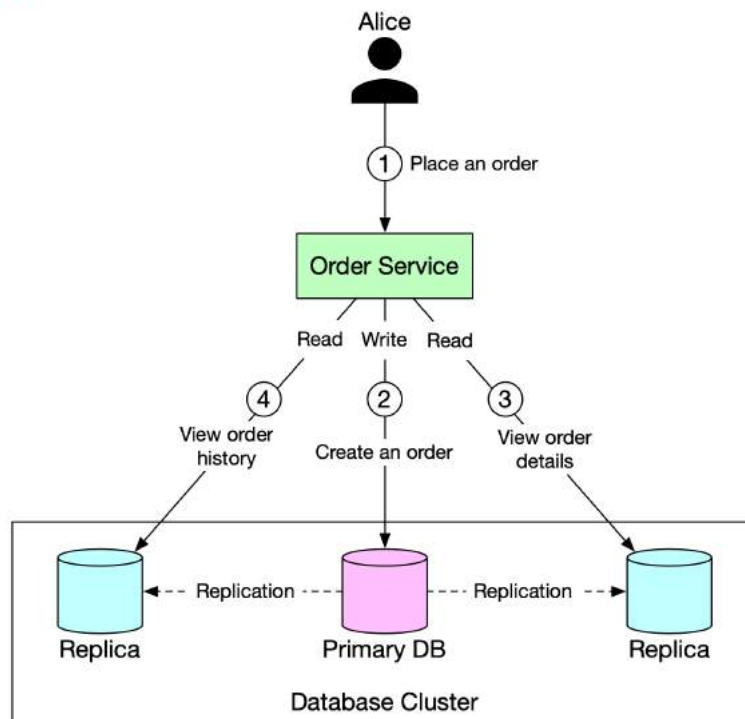 Alice
1 Place an order
Order Service
Read Write Read
4 2 3
View order
history
Create an order
View order
details
Replication Replication
Replica Primary DB Replica
Database Cluster